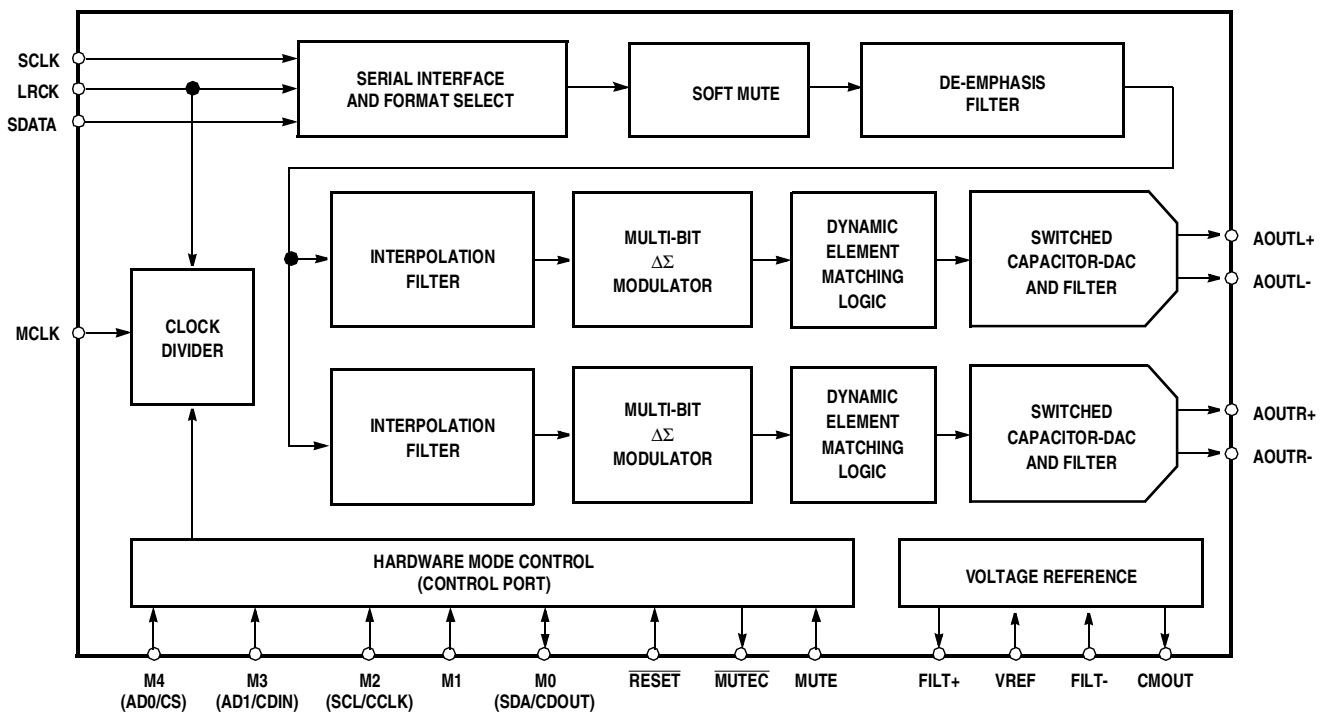 SCLK
LRCK
SDATA
SERIAL INTERFACE
AND FORMAT SELECT
SOFT MUTE
DE-EMPHASIS
FILTER
INTERPOLATION
FILTER
MULTI-BIT
ΔΣ
MODULATOR
DYNAMIC
ELEMENT
MATCHING
LOGIC
SWITCHED
CAPACITOR-DAC
AND FILTER
AOUTL+
AOUTL-
MCLK
CLOCK
DIVIDER
INTERPOLATION
FILTER
MULTI-BIT
ΔΣ
MODULATOR
DYNAMIC
ELEMENT
MATCHING
LOGIC
SWITCHED
CAPACITOR-DAC
AND FILTER
AOUTR+
AOUTR-
HARDWARE MODE CONTROL
(CONTROL PORT)
VOLTAGE REFERENCE
M4
(AD0/CS)
M3
(AD1/CDIN)
M2
(SCL/CCLK)
M1
M0
(SDA/CDOUT)
RESET
MUTEC
MUTE
FILT+
VREF
FILT-
CMOUT